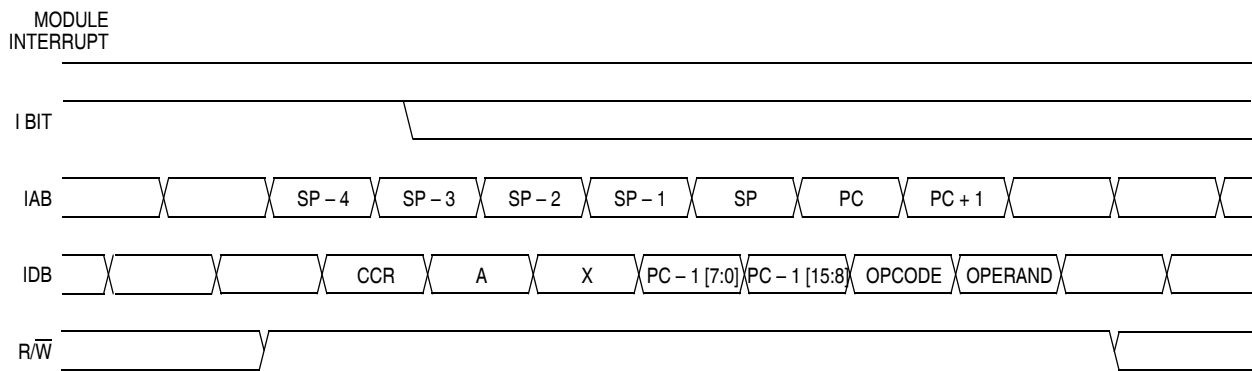 MODULE
INTERRUPT
I BIT
IAB SP – 4 SP – 3 SP – 2 SP – 1 SP PC PC + 1
IDB CCR A X PC – 1 [7:0] PC – 1 [15:8] OPCODE OPERAND
R/W̅